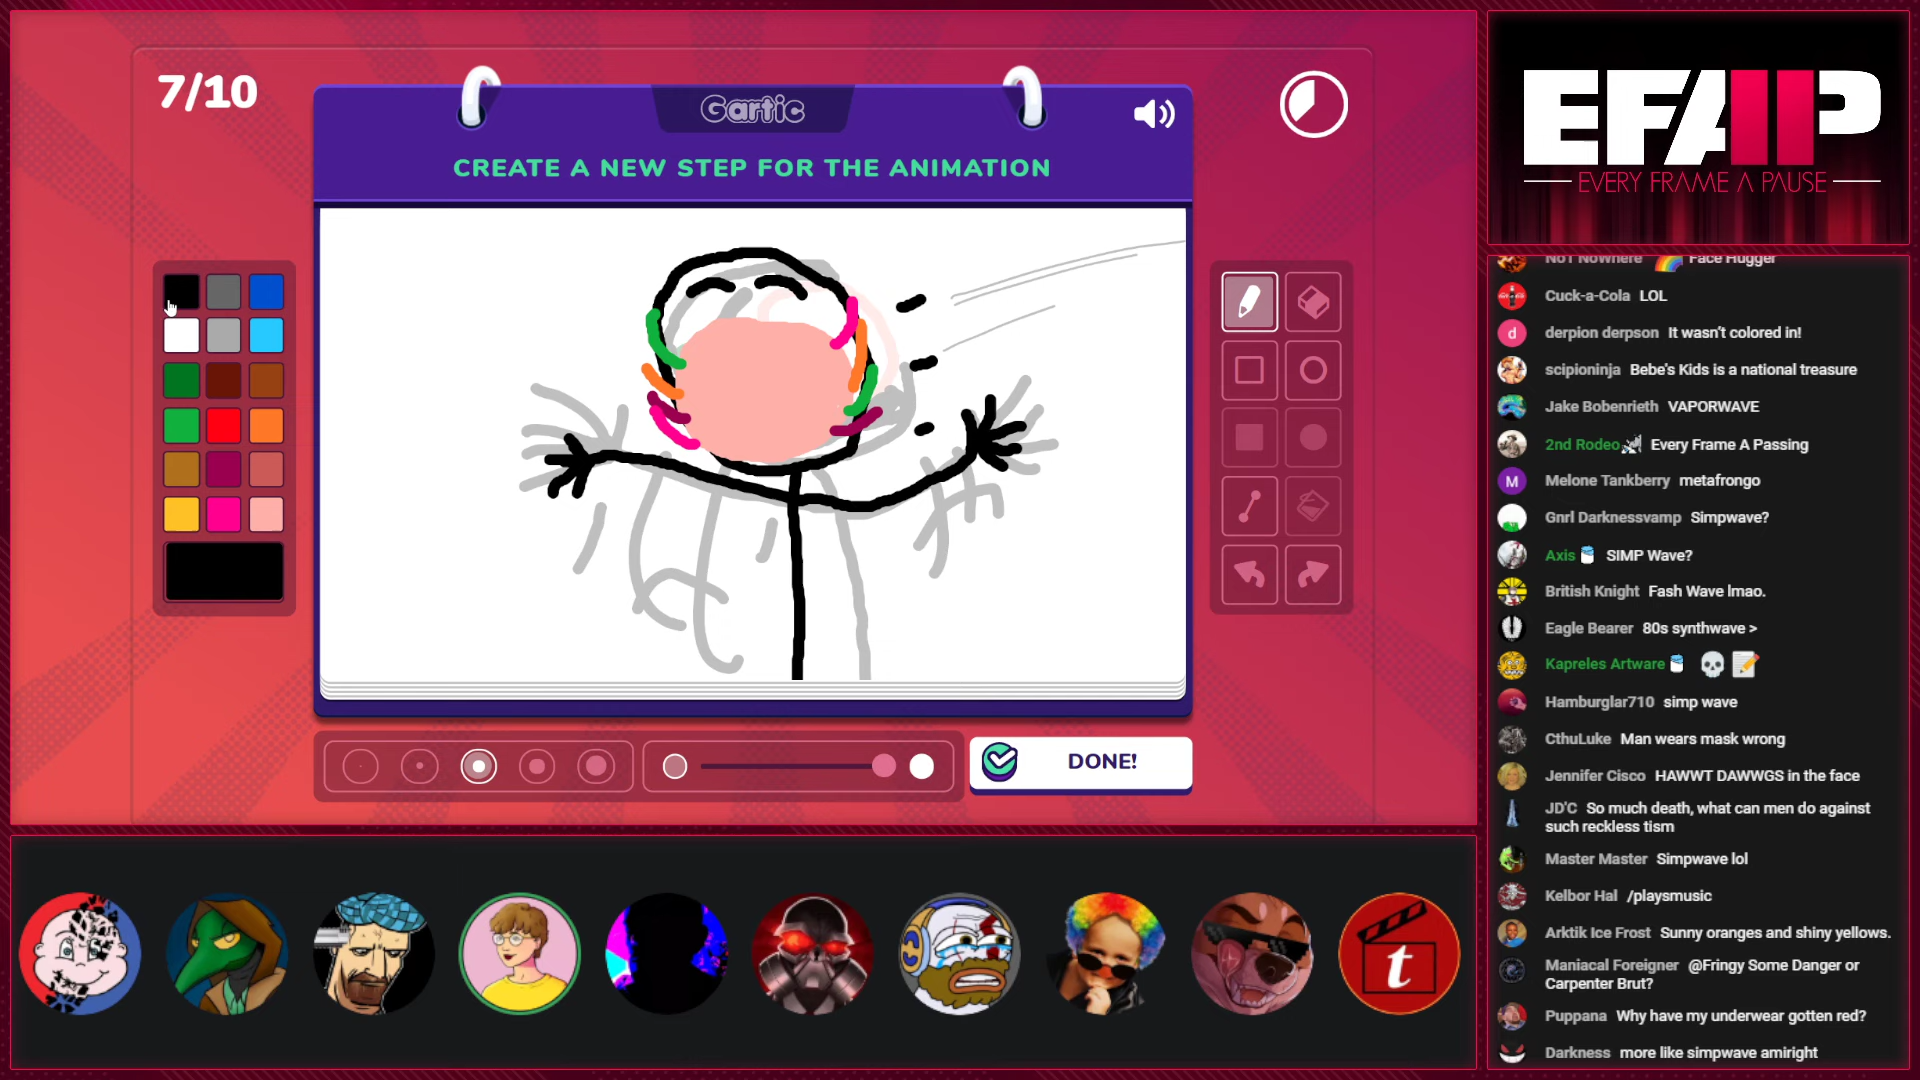 7/10
Gartic
CREATE A NEW STEP FOR THE ANIMATION
DONE!
t
EFAP
EVERY FRAME A PAUSE
No1 NoWhere Face Hugger
Cuck-a-Cola LOL
d derpion derpson It wasn't colored in!
scipioninja Bebe's Kids is a national treasure
Jake Bobenrieth VAPORWAVE
2nd Rodeo Every Frame A Passing
M Melone Tankberry metafrongo
Gnrl Darknessvamp Simpwave?
Axis SIMP Wave?
British Knight Fash Wave lmao.
Eagle Bearer 80s synthwave >
Kapreles Artware
Hamburglar710 simp wave
CthuLuke Man wears mask wrong
Jennifer Cisco HAWWT DAWWGS in the face
JD'C So much death, what can men do against
such reckless tism
Master Master Simpwave lol
Kelbor Hal /playsmusic
Arktik Ice Frost Sunny oranges and shiny yellows.
Maniacal Foreigner @Fringy Some Danger or
Carpenter Brut?
Puppana Why have my underwear gotten red?
Darkness more like simpwave amiright